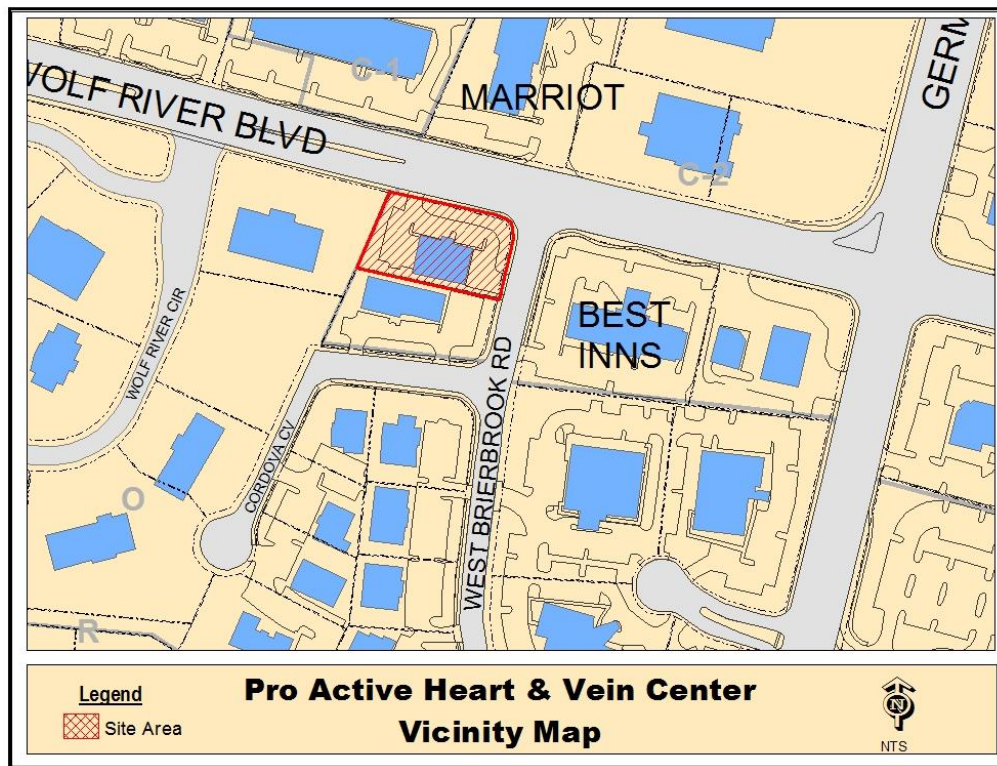 C-1
MARRIOT
WOLF RIVER BLVD
GERM
C-2
WOLF RIVER CIR
BEST
INNS
WEST BRIERBROOK RD
CORDOVA CV
O
R
Legend
Site Area
Pro Active Heart & Vein Center
Vicinity Map
N
NTS